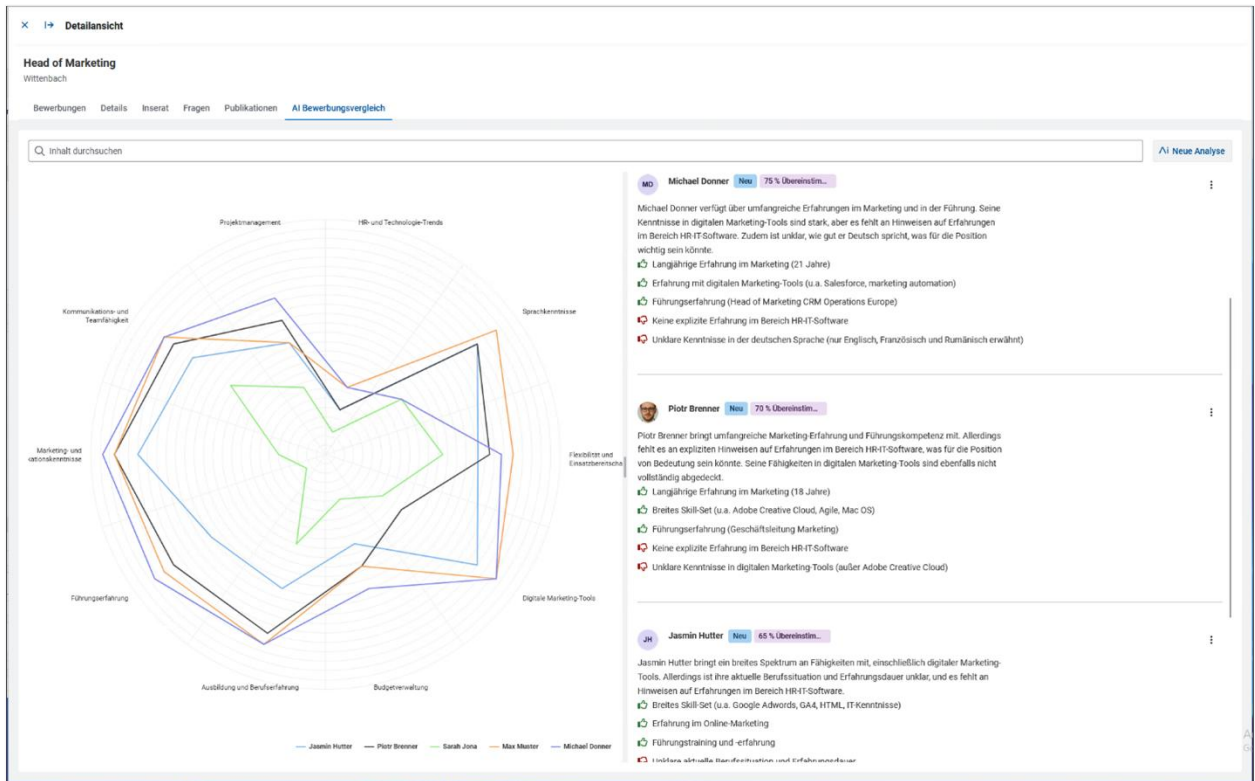 Detailansicht
Head of Marketing
Wittenbach
Bewerbungen Details Inserat Fragen Publikationen AI Bewerbungsvergleich
Inhalt durchsuchen
Neue Analyse
Projektmanagement
HR- und Technologie-Trends
Kommunikations- und
Teamfähigkeit
Sprachkenntnisse
Marketing- und
kationskenntnisse
Flexibilität und
Einsatzbereitscha
Führungserfahrung
Digitale Marketing-Tools
Ausbildung und Berufserfahrung
Budgetverwaltung
Jasmin Hutter Piotr Brenner Sarah Jona Max Muster Michael Donner
MD Michael Donner Neu 75 % Übereinstim...
Michael Donner verfügt über umfangreiche Erfahrungen im Marketing und in der Führung. Seine
Kenntnisse in digitalen Marketing-Tools sind stark, aber es fehlt an Hinweisen auf Erfahrungen
im Bereich HR-IT-Software. Zudem ist unklar, wie gut er Deutsch spricht, was für die Position
wichtig sein könnte.
Langjährige Erfahrung im Marketing (21 Jahre)
Erfahrung mit digitalen Marketing-Tools (u.a. Salesforce, marketing automation)
Führungserfahrung (Head of Marketing CRM Operations Europe)
Keine explizite Erfahrung im Bereich HR-IT-Software
Unklare Kenntnisse in der deutschen Sprache (nur Englisch, Französisch und Rumänisch erwähnt)
Piotr Brenner Neu 70 % Übereinstim...
Piotr Brenner bringt umfangreiche Marketing-Erfahrung und Führungskompetenz mit. Allerdings
fehlt es an expliziten Hinweisen auf Erfahrungen im Bereich HR-IT-Software, was für die Position
von Bedeutung sein könnte. Seine Fähigkeiten in digitalen Marketing-Tools sind ebenfalls nicht
vollständig abgedeckt.
Langjährige Erfahrung im Marketing (18 Jahre)
Breites Skill-Set (u.a. Adobe Creative Cloud, Agile, Mac OS)
Führungserfahrung (Geschäftsleitung Marketing)
Keine explizite Erfahrung im Bereich HR-IT-Software
Unklare Kenntnisse in digitalen Marketing-Tools (außer Adobe Creative Cloud)
JH Jasmin Hutter Neu 65 % Übereinstim...
Jasmin Hutter bringt ein breites Spektrum an Fähigkeiten mit, einschließlich digitaler Marketing-
Tools. Allerdings ist ihre aktuelle Berufssituation und Erfahrungsdauer unklar, und es fehlt an
Hinweisen auf Erfahrungen im Bereich HR-IT-Software.
Breites Skill-Set (u.a. Google Adwords, GA4, HTML, IT-Kenntnisse)
Erfahrung im Online-Marketing
Führungstraining und -erfahrung
Unklare aktuelle Berufssituation und Erfahrungsdauer